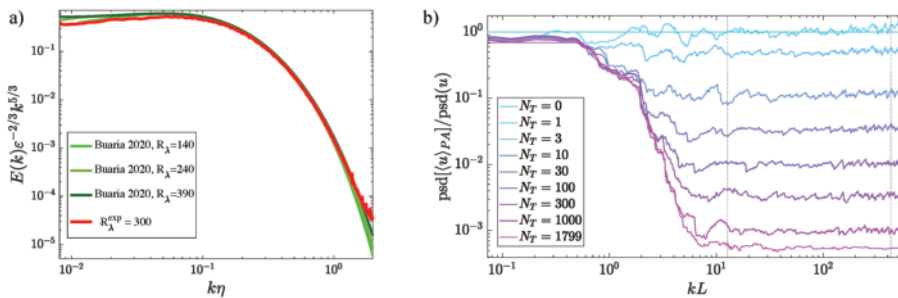 a)
10^{-1}
10^{-2}
10^{-3}
10^{-4}
10^{-5}
E(k)ε^{-2/3}k^{5/3}
Buaria 2020, R_λ=140
Buaria 2020, R_λ=240
Buaria 2020, R_λ=390
R_λ^{exp} = 300
10^{-2}
10^{-1}
10^{0}
kη
b)
10^{0}
10^{-1}
10^{-2}
10^{-3}
psd[⟨u⟩_{PA}]/psd(u)
N_T = 0
N_T = 1
N_T = 3
N_T = 10
N_T = 30
N_T = 100
N_T = 300
N_T = 1000
N_T = 1799
10^{-1}
10^{0}
10^{1}
10^{2}
kL